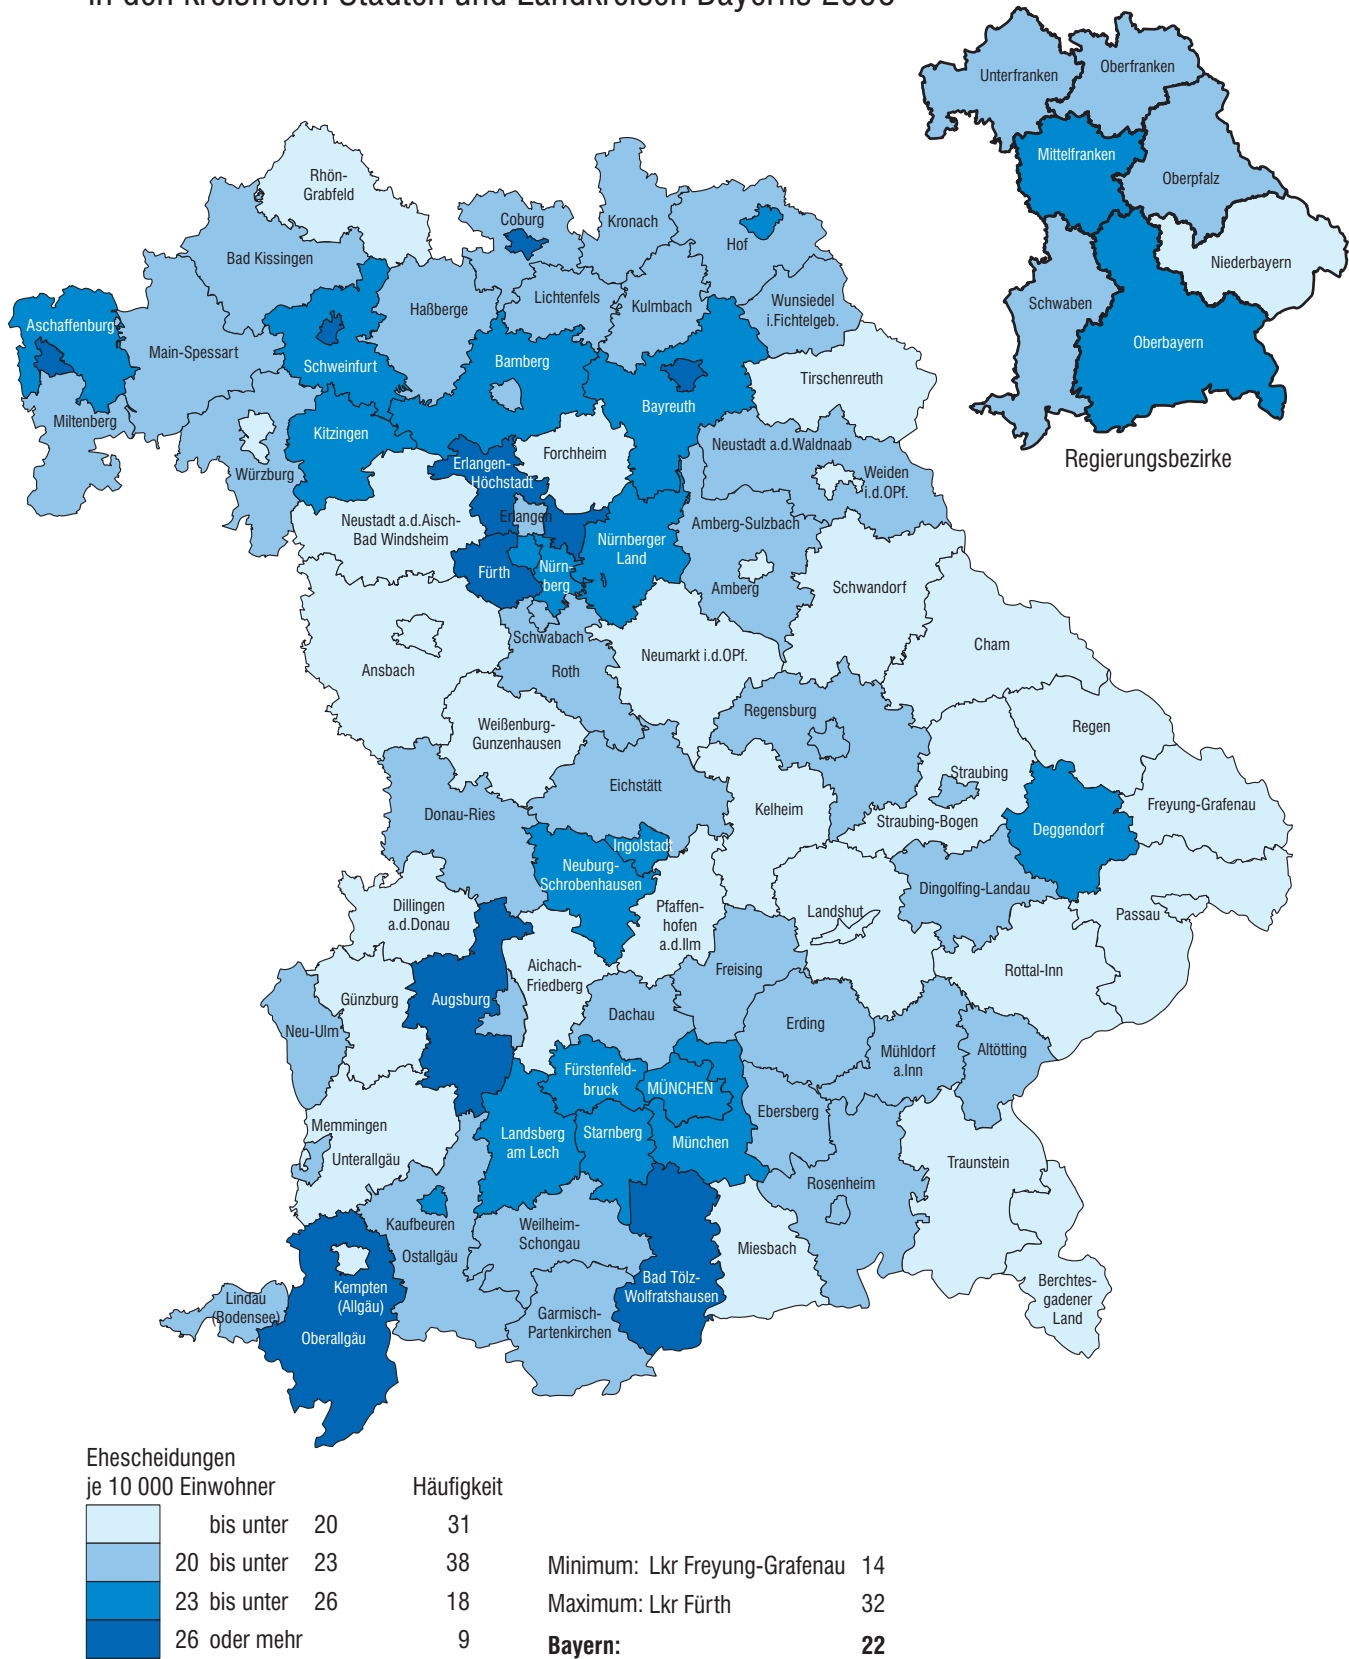 in den kreisfreien Städten und Landkreisen Bayerns 2006
Unterfranken
Oberfranken
Mittelfranken
Oberpfalz
Niederbayern
Schwaben
Oberbayern
Regierungsbezirke
Rhön-
Grabfeld
Coburg
Kronach
Hof
Bad Kissingen
Lichtenfels
Kulmbach
Wunsiedel
i.Fichtelgeb.
Haßberge
Aschaffenburg
Main-Spessart
Schweinfurt
Bamberg
Bayreuth
Tirschenreuth
Miltenberg
Kitzingen
Würzburg
Forchheim
Erlangen-
Höchstadt
Neustadt a.d.Waldnaab
Weiden
i.d.OPf.
Neustadt a.d.Aisch-
Bad Windsheim
Erlangen
Amberg-Sulzbach
Nürnberger
Land
Fürth
Nürn-
berg
Amberg
Schwandorf
Schwabach
Roth
Ansbach
Neumarkt i.d.OPf.
Cham
Weißenburg-
Gunzenhausen
Regensburg
Regen
Eichstätt
Straubing
Donau-Ries
Kelheim
Straubing-Bogen
Deggendorf
Freyung-Grafenau
Ingolstadt
Neuburg-
Schrobenhausen
Dingolfing-Landau
Dillingen
a.d.Donau
Pfaffen-
hofen
a.d.Ilm
Landshut
Passau
Aichach-
Friedberg
Freising
Rottal-Inn
Günzburg
Augsburg
Dachau
Erding
Neu-Ulm
Mühldorf
a.Inn
Altötting
Fürstenfeld-
bruck
MÜNCHEN
Ebersberg
Memmingen
Landsberg
am Lech
Starnberg
München
Unterallgäu
Traunstein
Rosenheim
Kaufbeuren
Weilheim-
Schongau
Ostallgäu
Miesbach
Bad Tölz-
Wolfratshausen
Kempten
(Allgäu)
Lindau
(Bodensee)
Berchtes-
gadener
Land
Garmisch-
Partenkirchen
Oberallgäu
Ehescheidungen
je 10 000 Einwohner Häufigkeit
bis unter 20 31
20 bis unter 23 38
23 bis unter 26 18
26 oder mehr 9
Minimum: Lkr Freyung-Grafenau 14
Maximum: Lkr Fürth 32
Bayern: 22